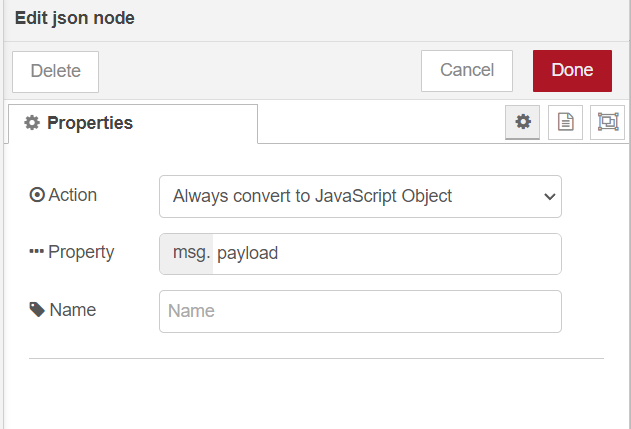 Edit json node
Delete
Cancel
Done
Properties
Action
Always convert to JavaScript Object
Property
msg. payload
Name
Name